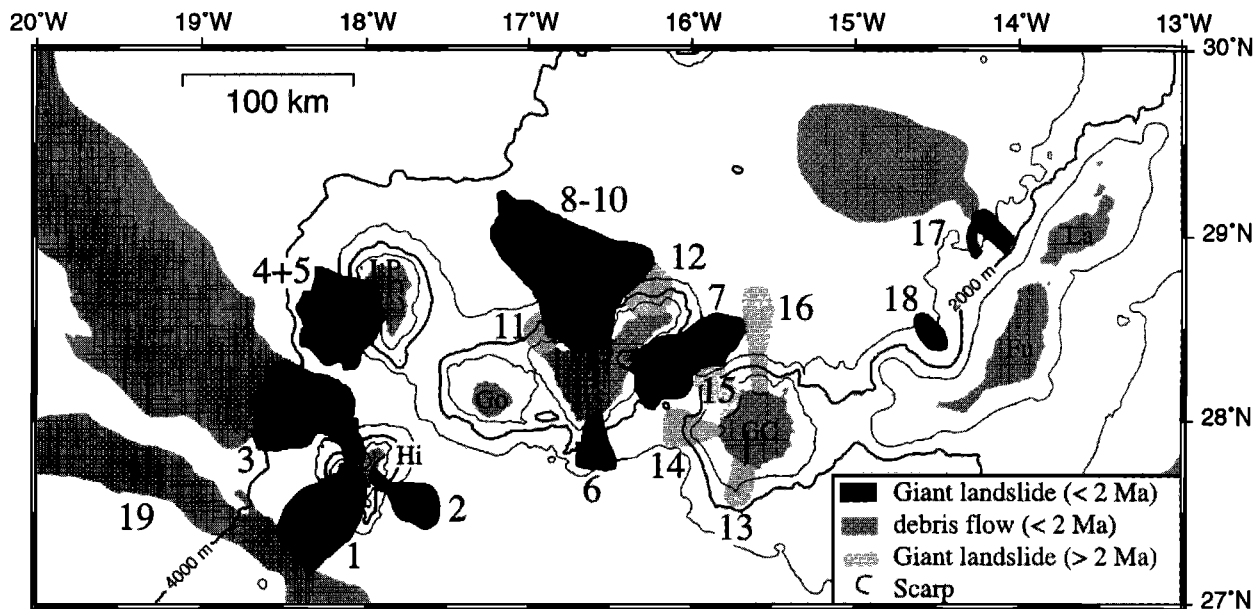 20°W 19°W 18°W 17°W 16°W 15°W 14°W 13°W
30°N
100 km
8-10
17
La
29°N
12
4+5
LP
7
16
18
2000 m
11
Fu
Go
15
28°N
GC
3
Hi
14
6
2
13
19
1
4000 m
Giant landslide (< 2 Ma)
debris flow (< 2 Ma)
Giant landslide (> 2 Ma)
Scarp
27°N